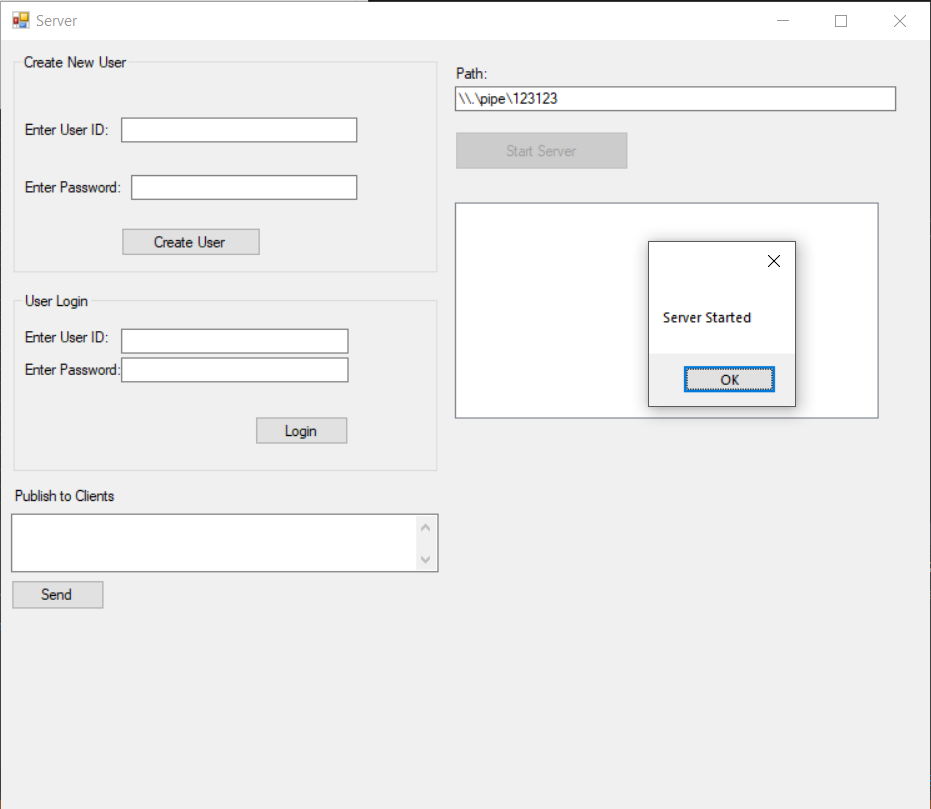 Server
Create New User
Enter User ID:
Enter Password:
Create User
User Login
Enter User ID:
Enter Password:
Login
Publish to Clients
Send
Path:
\\.\pipe\123123
Start Server
Server Started
OK